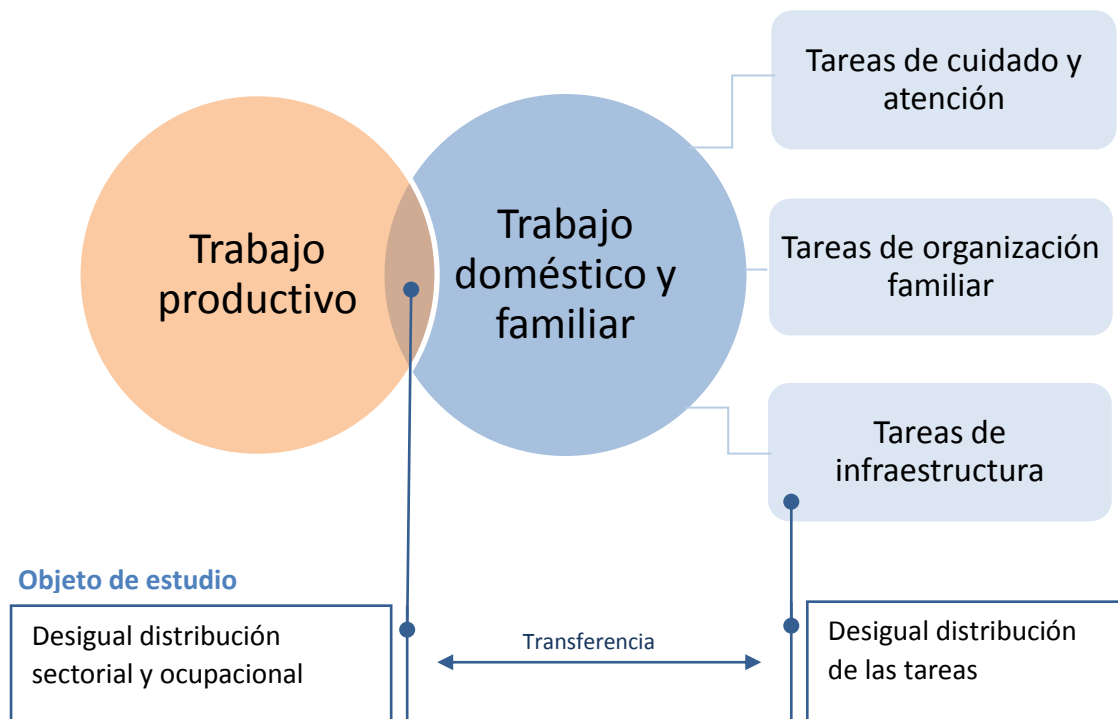 Tareas de cuidado y
atención
Trabajo
productivo
Trabajo
doméstico y
familiar
Tareas de organización
familiar
Tareas de
infraestructura
Objeto de estudio
Desigual distribución
sectorial y ocupacional
Transferencia
Desigual distribución
de las tareas